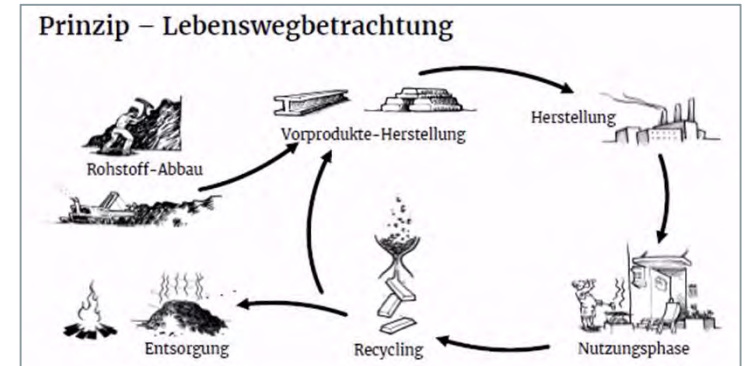 Prinzip – Lebenswegbetrachtung
Vorprodukte-Herstellung
Herstellung
Rohstoff-Abbau
Entsorgung
Recycling
Nutzungsphase